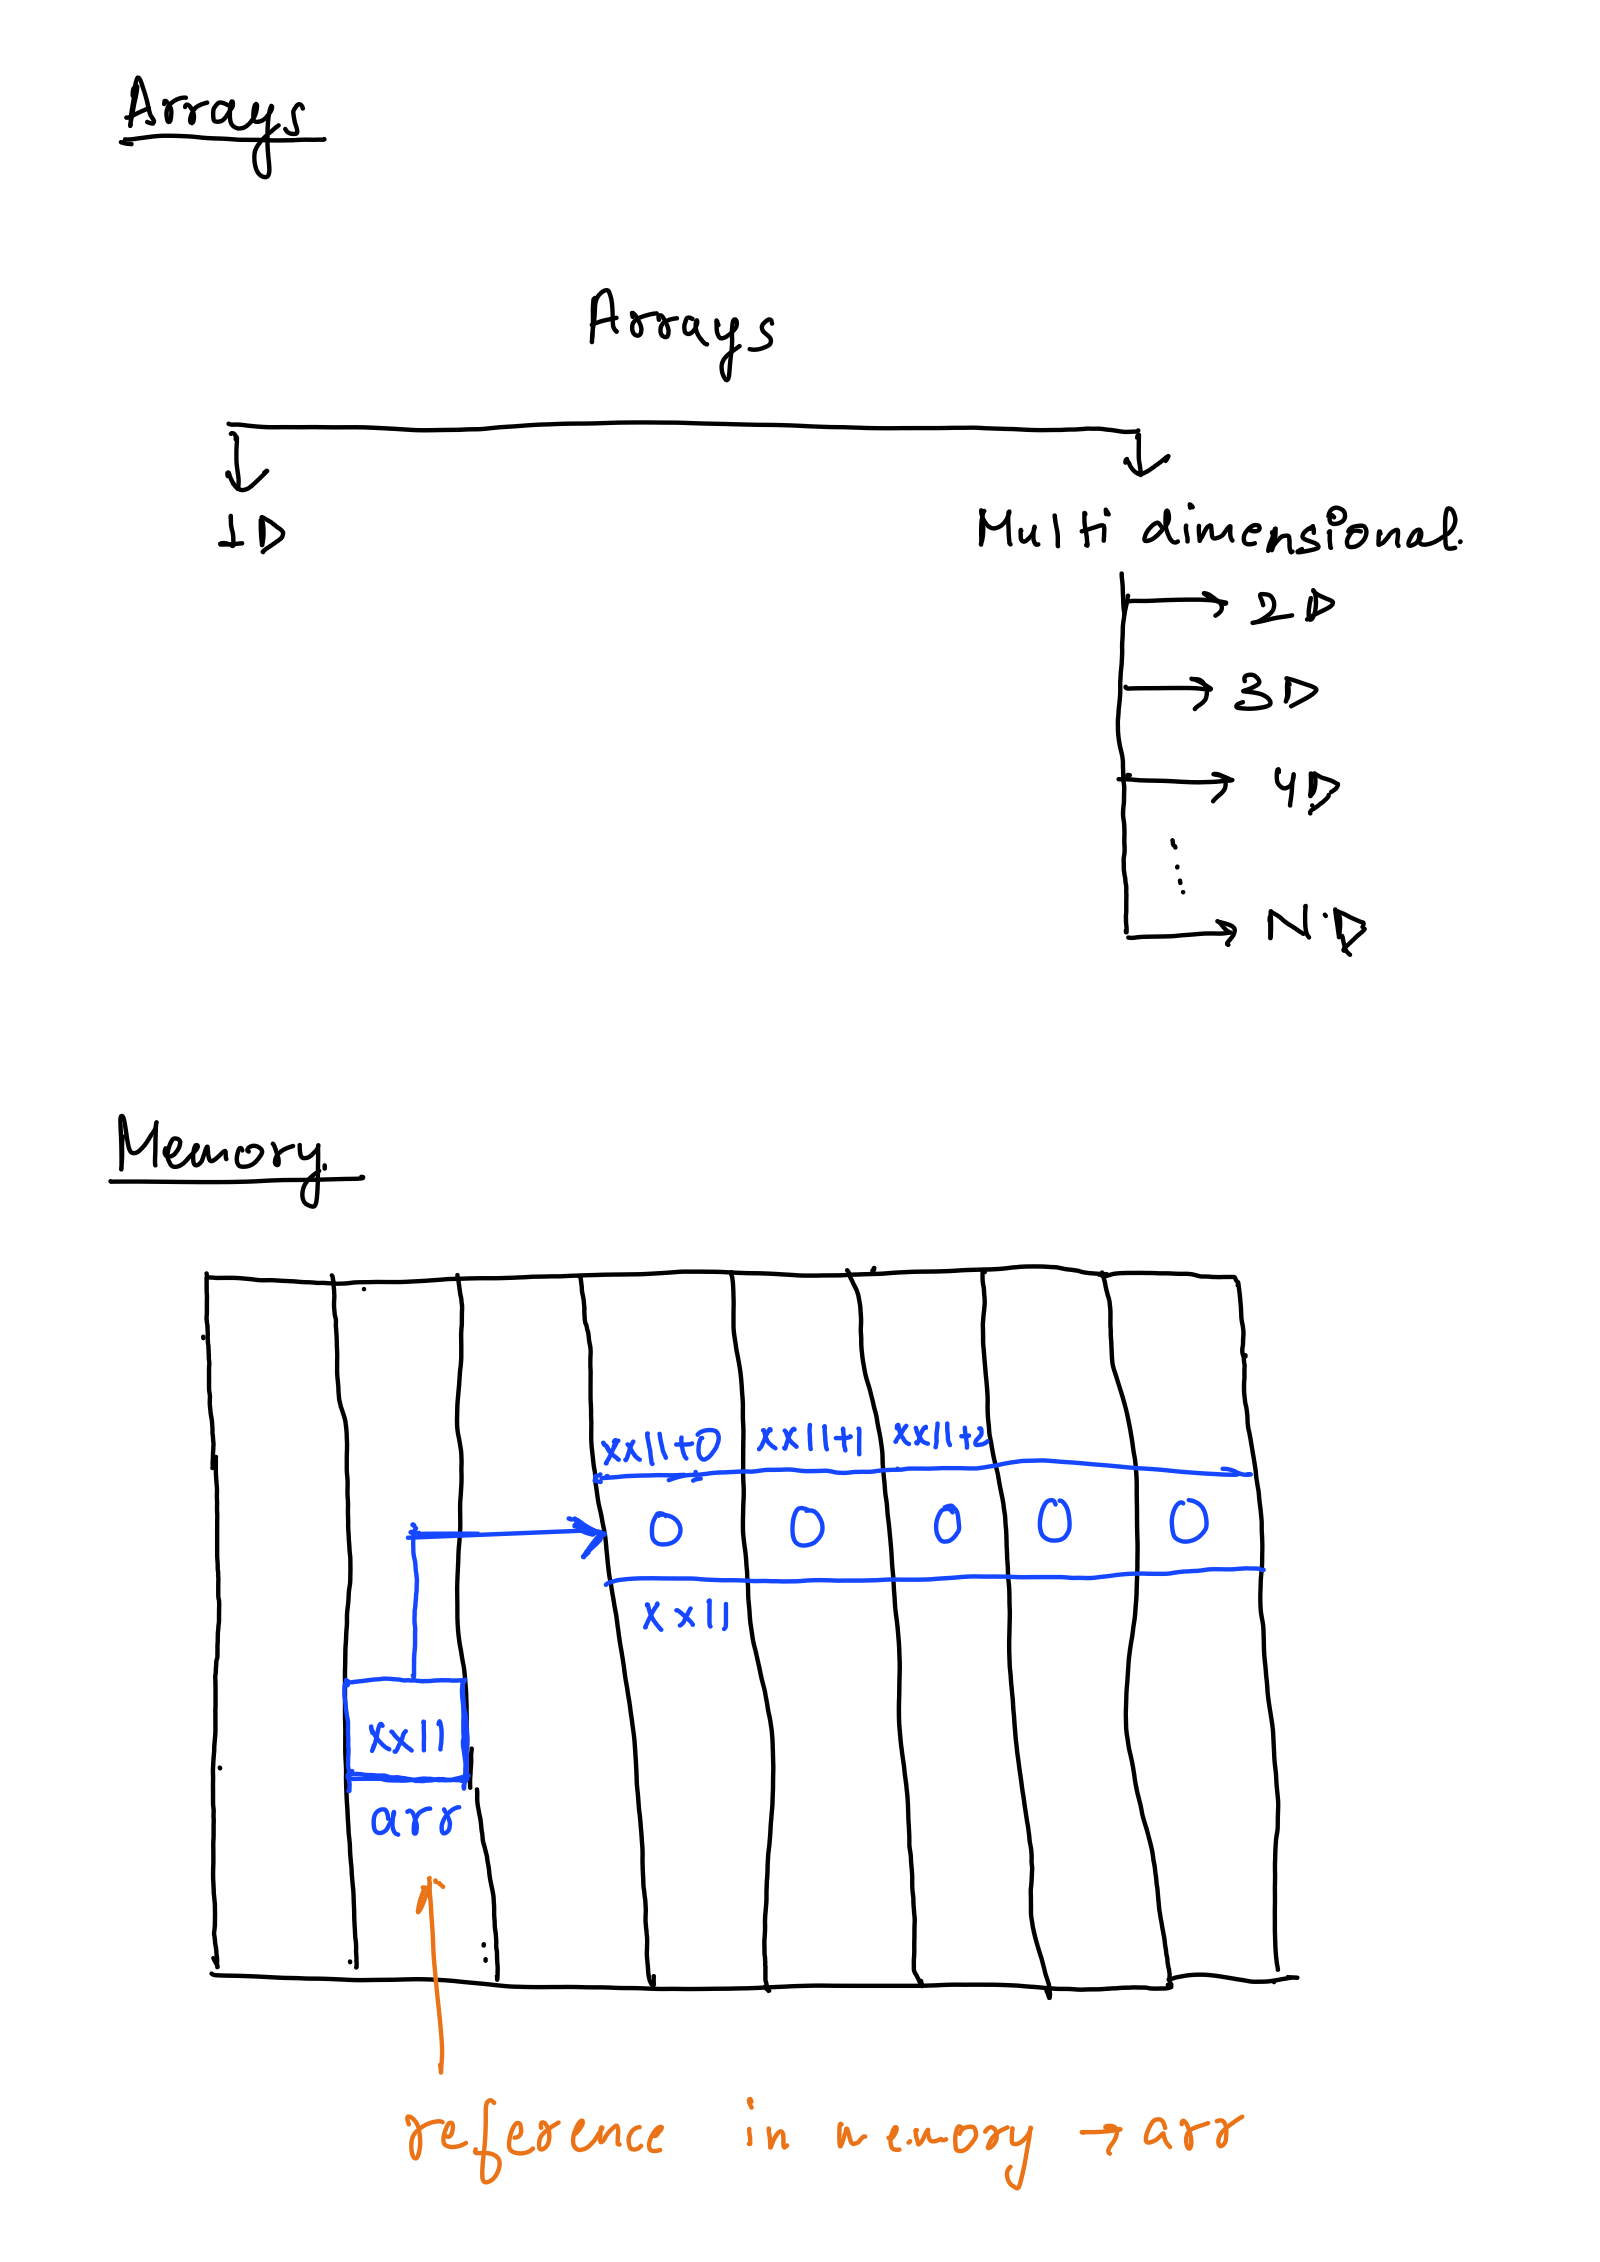 Arrays
Arrays
1D
Multi dimensional.
2D
3D
4D
N·D
Memory
xx11+0 xx11+1 xx11+2
0 0 0 0 0
xx11
xx11
arr
reference in memory → arr